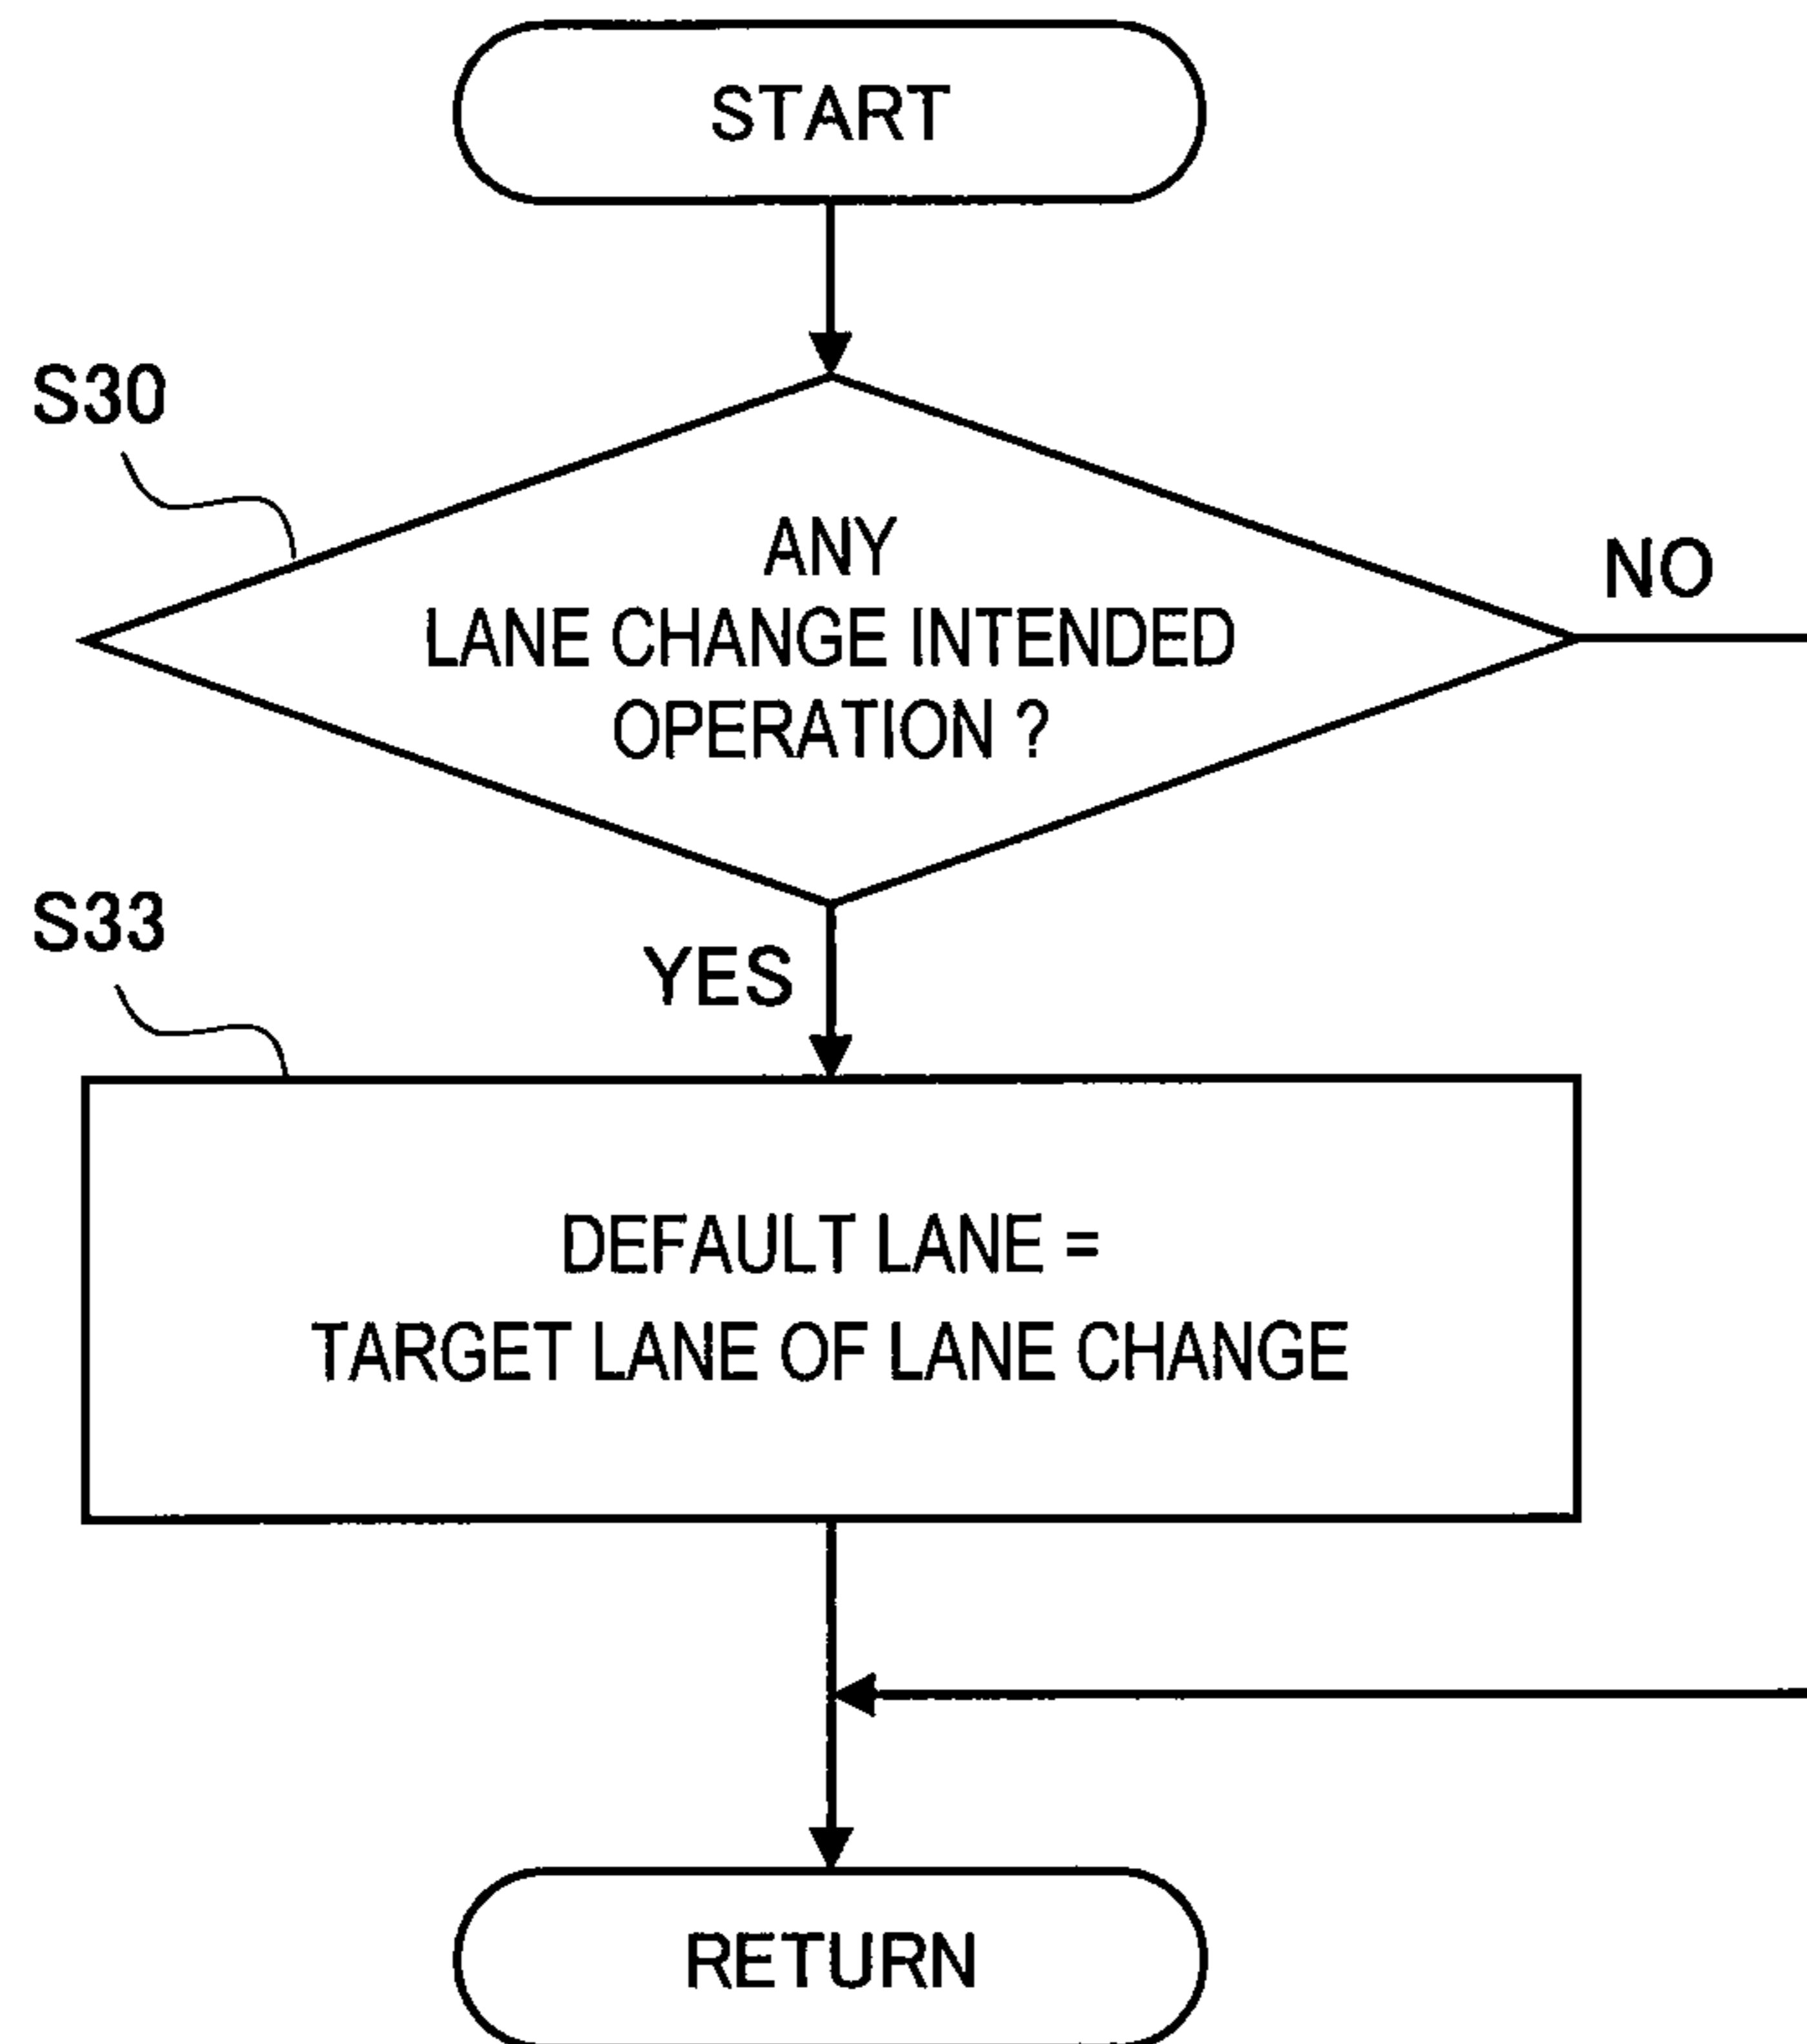 START
S30
ANY
LANE CHANGE INTENDED
OPERATION ?
NO
S33
YES
DEFAULT LANE =
TARGET LANE OF LANE CHANGE
RETURN